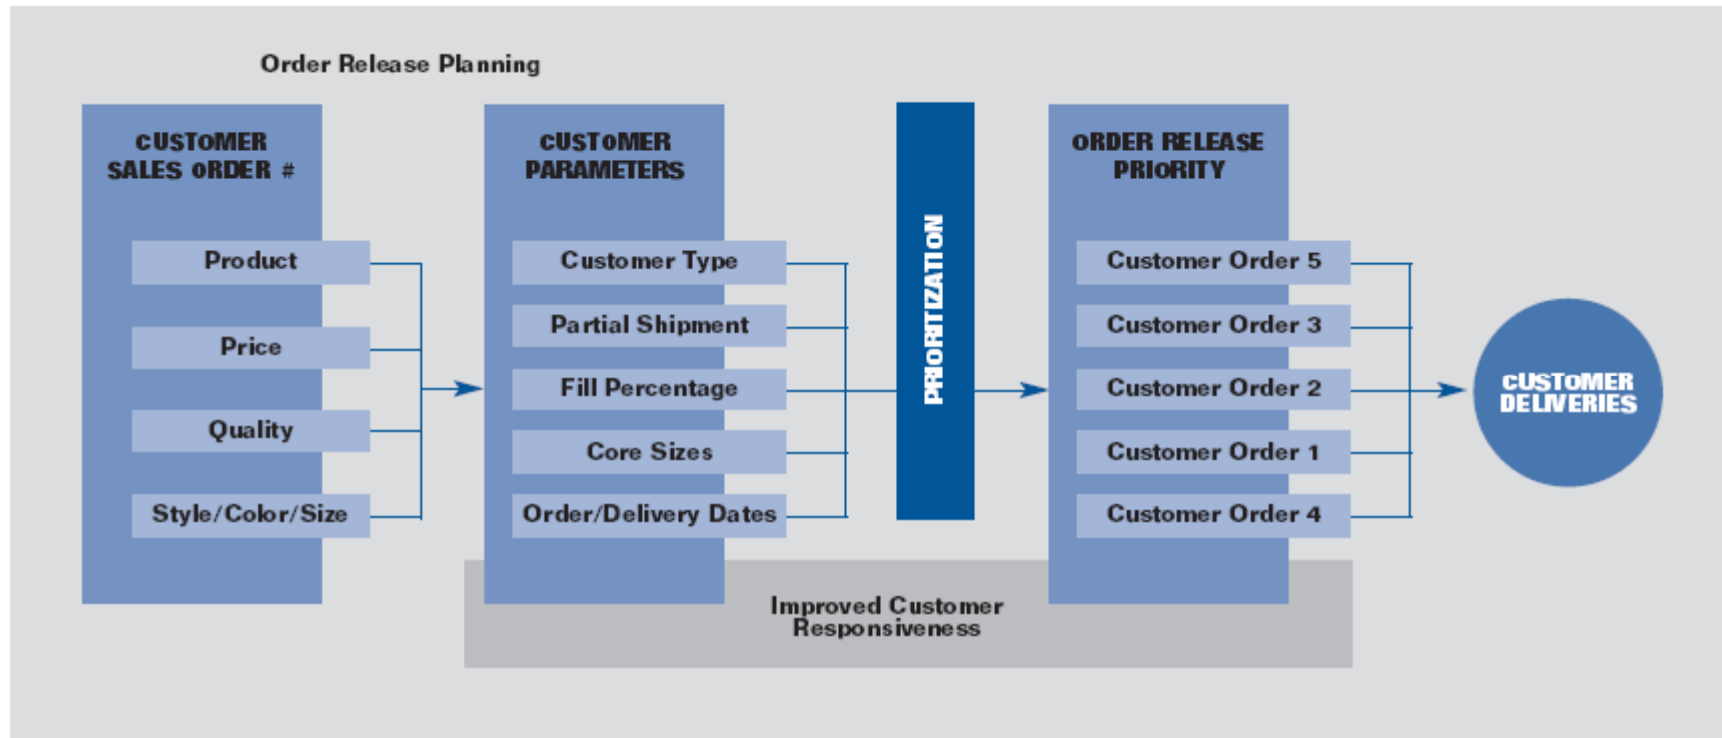 Order Release Planning
CUSTOMER
SALES ORDER #
Product
Price
Quality
Style/Color/Size
CUSTOMER
PARAMETERS
Customer Type
Partial Shipment
Fill Percentage
Core Sizes
Order/Delivery Dates
PRIORITIZATION
ORDER RELEASE
PRIORITY
Customer Order 5
Customer Order 3
Customer Order 2
Customer Order 1
Customer Order 4
CUSTOMER
DELIVERIES
Improved Customer
Responsiveness